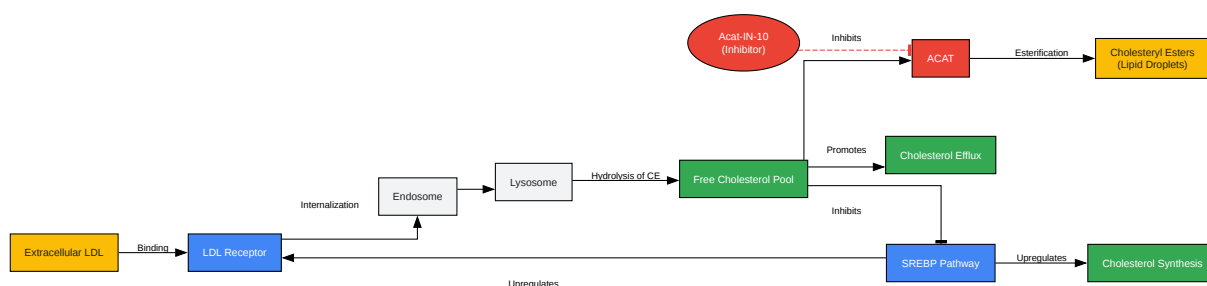 Acat-IN-10
(Inhibitor)
Inhibits
ACAT
Esterification
Cholesteryl Esters
(Lipid Droplets)
Promotes
Cholesterol Efflux
Lysosome
Hydrolysis of CE
Free Cholesterol Pool
Endosome
Internalization
Inhibits
Extracellular LDL
Binding
LDL Receptor
SREBP Pathway
Upregulates
Cholesterol Synthesis
Upregulates